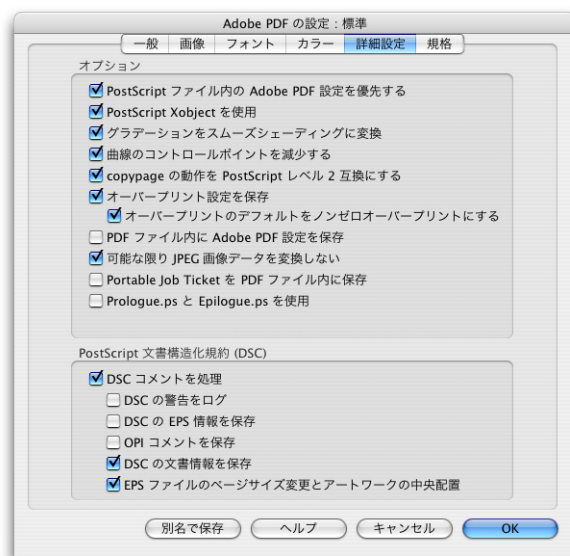 Adobe PDF の設定：標準
一般 画像 フォント カラー 詳細設定 規格
オプション
PostScript ファイル内の Adobe PDF 設定を優先する
PostScript Xobject を使用
グラデーションをスムーズシェーディングに変換
曲線のコントロールポイントを減少する
copypage の動作を PostScript レベル 2 互換にする
オーバープリント設定を保存
オーバープリントのデフォルトをノンゼロオーバープリントにする
PDF ファイル内に Adobe PDF 設定を保存
可能な限り JPEG 画像データを変換しない
Portable Job Ticket を PDF ファイル内に保存
Prologue.ps と Epilogue.ps を使用
PostScript 文書構造化規約 (DSC)
DSC コメントを処理
DSC の警告をログ
DSC の EPS 情報を保存
OPI コメントを保存
DSC の文書情報を保存
EPS ファイルのページサイズ変更とアートワークの中央配置
別名で保存 ヘルプ キャンセル OK